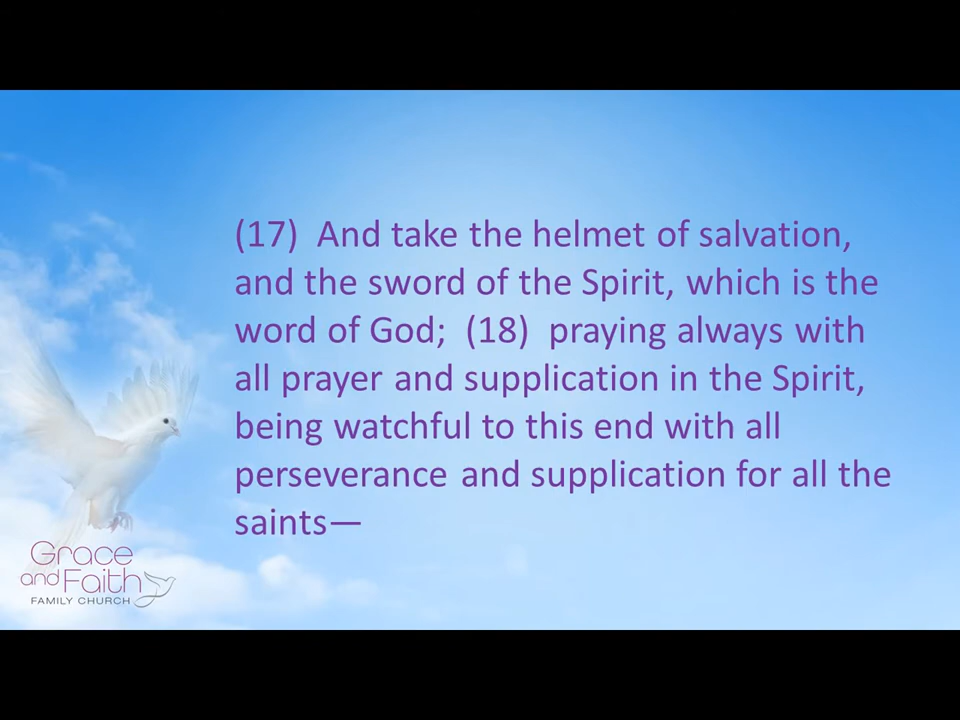 (17)  And take the helmet of salvation,
and the sword of the Spirit, which is the
word of God;  (18)  praying always with
all prayer and supplication in the Spirit,
being watchful to this end with all
perseverance and supplication for all the
saints—
Grace
and Faith
FAMILY CHURCH